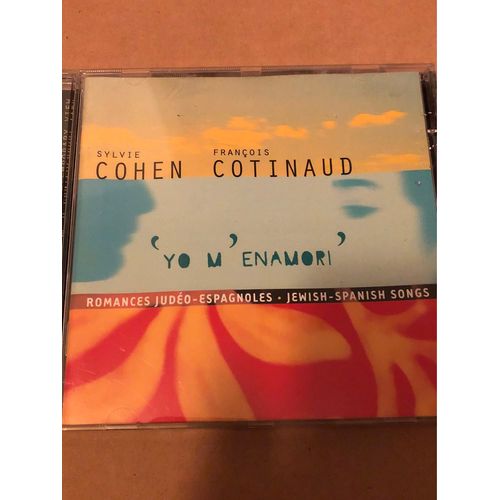 SYLVIE FRANÇOIS
COHEN COTINAUD
'YO M'ENAMORI'
ROMANCES JUDÉO-ESPAGNOLES • JEWISH-SPANISH SONGS